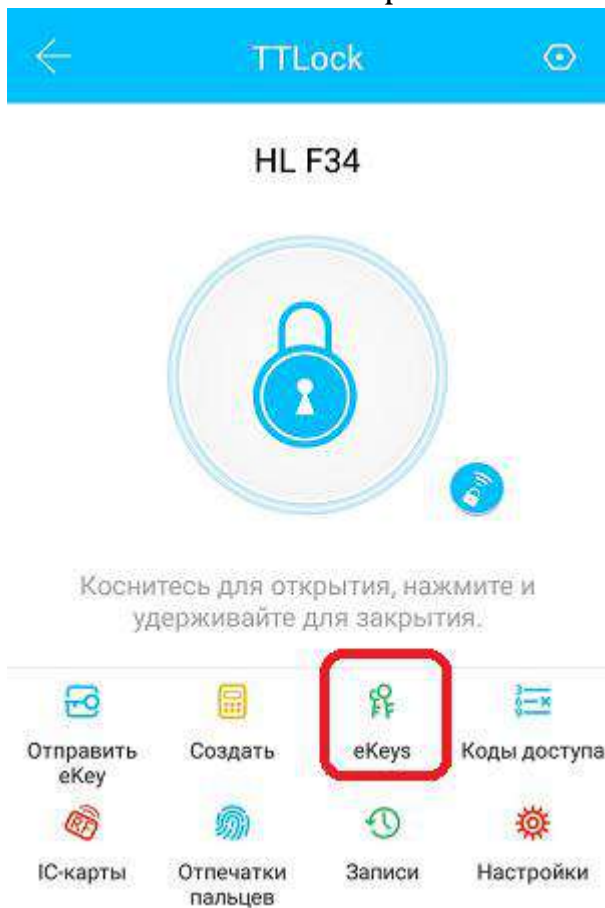 TTLock
HL F34
Коснитесь для открытия, нажмите и
удерживайте для закрытия.
Отправить
eKey
Создать
eKeys
Коды доступа
IC-карты
Отпечатки
пальцев
Записи
Настройки